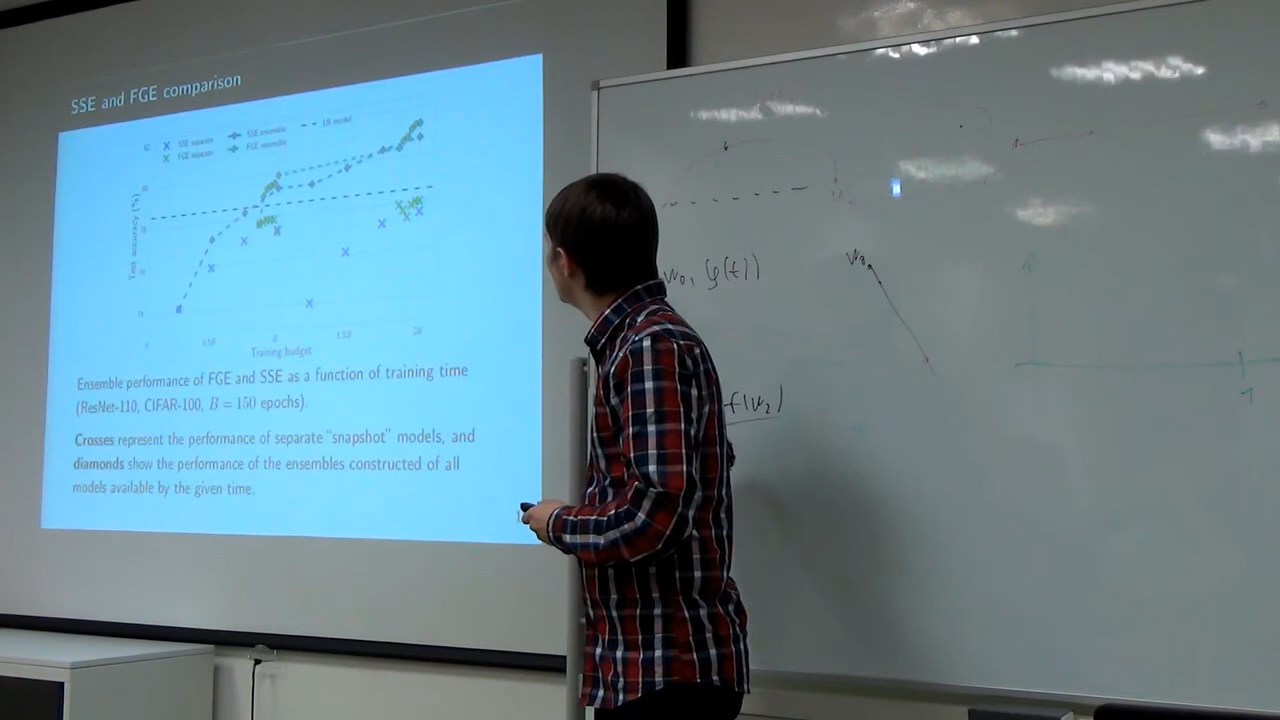 SSE and FGE comparison
SSE separate
SSE ensemble
FGE separate
FGE ensemble
Test accuracy (%)
Training budget
Ensemble performance of FGE and SSE as a function of training time
(ResNet-110, CIFAR-100, B = 150 epochs).
Crosses represent the performance of separate "snapshot" models, and
diamonds show the performance of the ensembles constructed of all
models available by the given time.
φ(t))
1